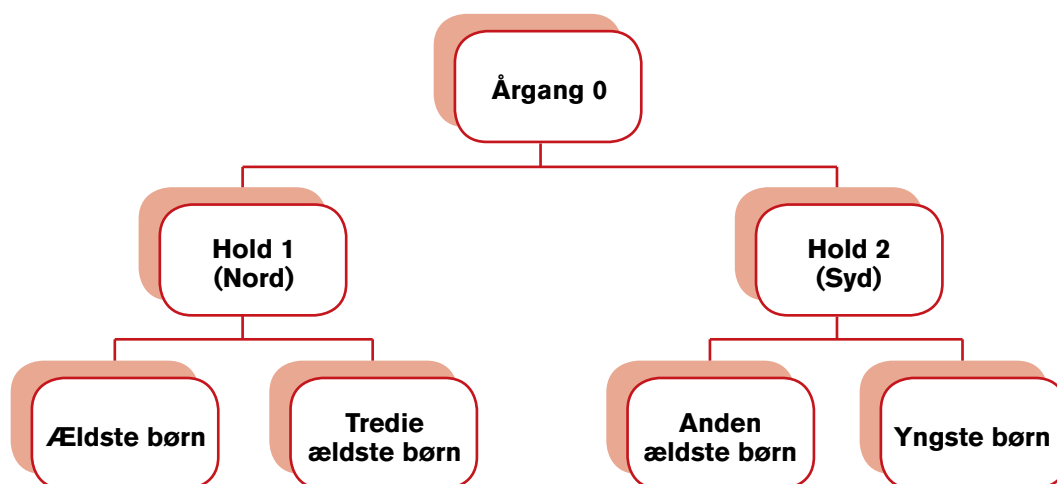 Årgang 0
Hold 1
(Nord)
Hold 2
(Syd)
Ældste børn
Tredie
ældste børn
Anden
ældste børn
Yngste børn